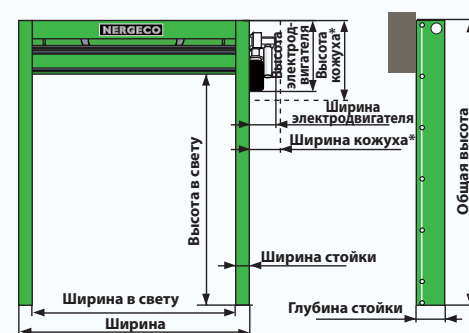 NERGECO
Высота
электрод-
вигателя
Высота
кожуха*
Ширина
электродвигателя
Ширина кожуха*
Высота в свету
Общая высота
Ширина стойки
Ширина в свету
Глубина стойки
Ширина